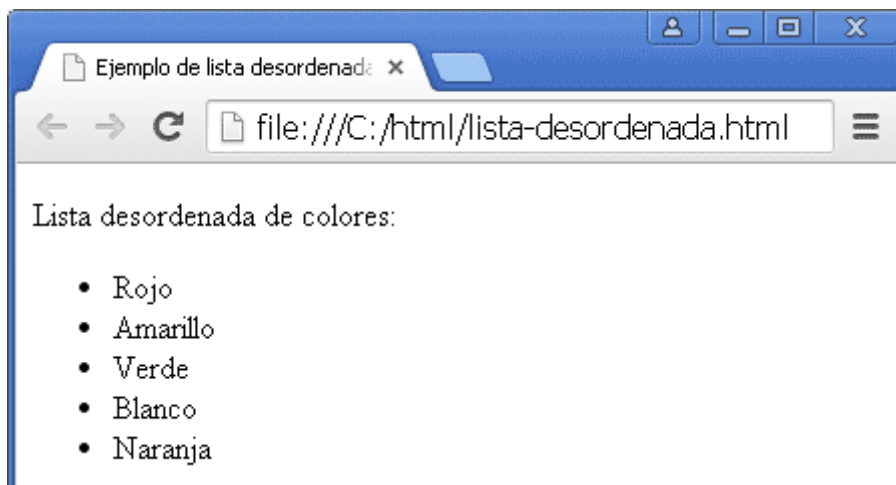 Ejemplo de lista desordenada
file:///C:/html/lista-desordenada.html
Lista desordenada de colores:
• Rojo
• Amarillo
• Verde
• Blanco
• Naranja